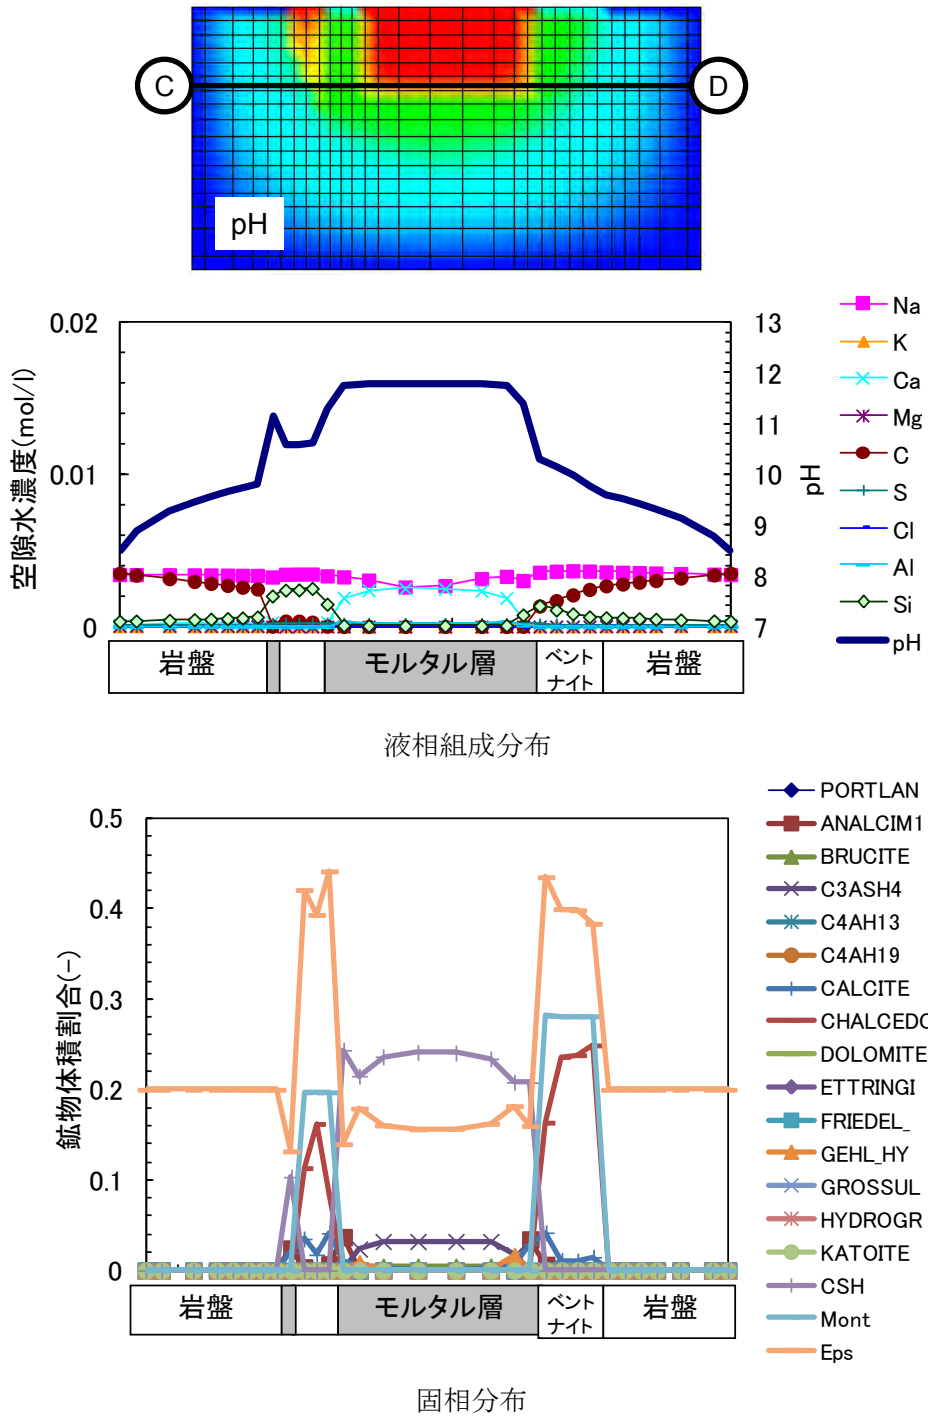 C
D
pH
0.02
0.01
0
空隙水濃度(mol/l)
13
12
11
10
9
8
7
pH
Na
K
Ca
Mg
C
S
Cl
Al
Si
pH
岩盤
モルタル層
ベント
ナイト
岩盤
液相組成分布
0.5
0.4
0.3
0.2
0.1
0
鉱物体積割合(-)
PORTLAN
ANALCIM1
BRUCITE
C3ASH4
C4AH13
C4AH19
CALCITE
CHALCEDO
DOLOMITE
ETTRINGI
FRIEDEL_
GEHL_HY
GROSSUL
HYDROGR
KATOITE
CSH
Mont
Eps
岩盤
モルタル層
ベント
ナイト
岩盤
固相分布